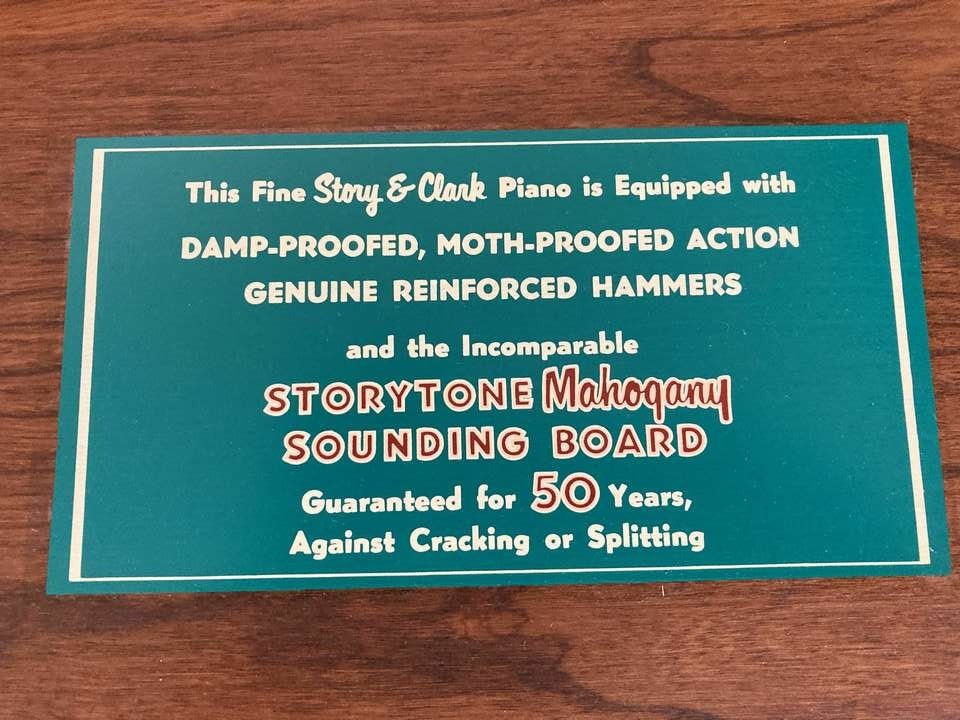 This Fine Story & Clark Piano is Equipped with
DAMP-PROOFED, MOTH-PROOFED ACTION
GENUINE REINFORCED HAMMERS
and the Incomparable
STORYTONE Mahogany
SOUNDING BOARD
Guaranteed for 50 Years,
Against Cracking or Splitting